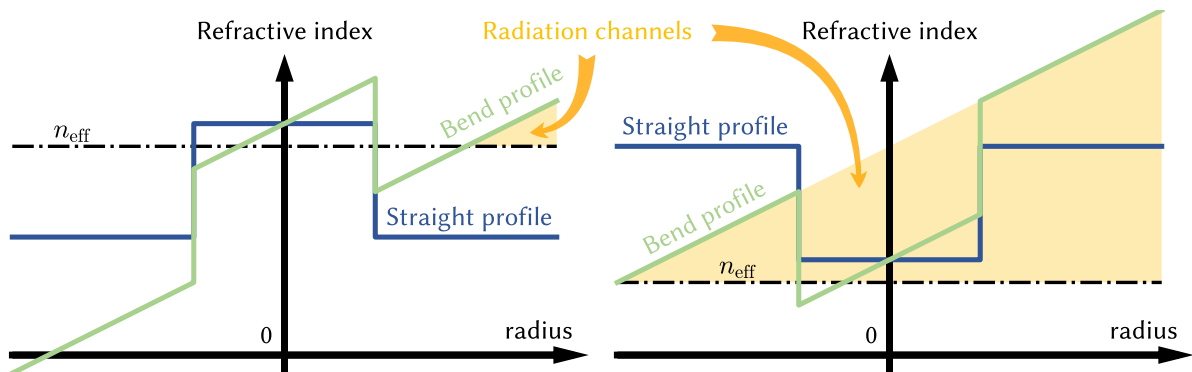 Refractive index
Radiation channels
Refractive index
Bend profile
n_eff
Straight profile
Straight profile
Bend profile
n_eff
0
radius
0
radius